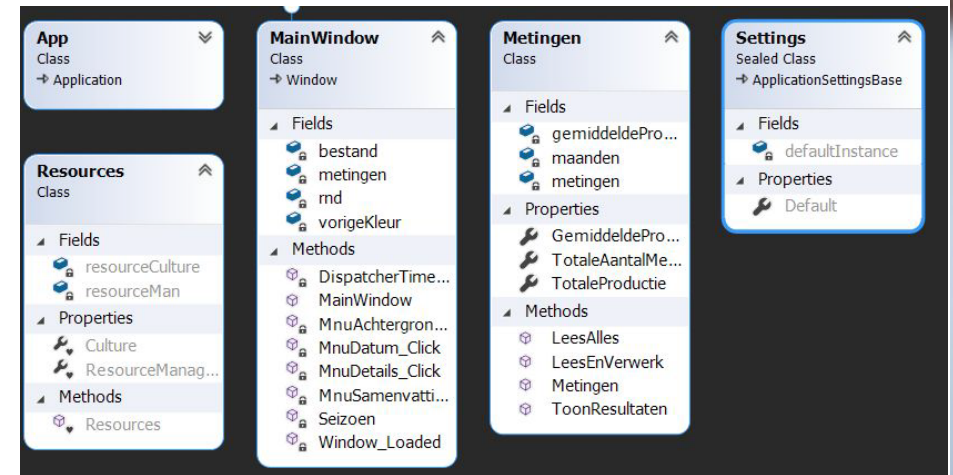 App
Class
Application
Resources
Class
Fields
resourceCulture
resourceMan
Properties
Culture
ResourceManag...
Methods
Resources
MainWindow
Class
Window
Fields
bestand
metingen
rnd
vorigeKleur
Methods
DispatcherTime...
MainWindow
MnuAchtergron...
MnuDatum_Click
MnuDetails_Click
MnuSamenvatti...
Seizoen
Window_Loaded
Metingen
Class
Fields
gemiddeldePro...
maanden
metingen
Properties
GemiddeldePro...
TotaleAantalMe...
TotaleProductie
Methods
LeesAlles
LeesEnVerwerk
Metingen
ToonResultaten
Settings
Sealed Class
ApplicationSettingsBase
Fields
defaultInstance
Properties
Default